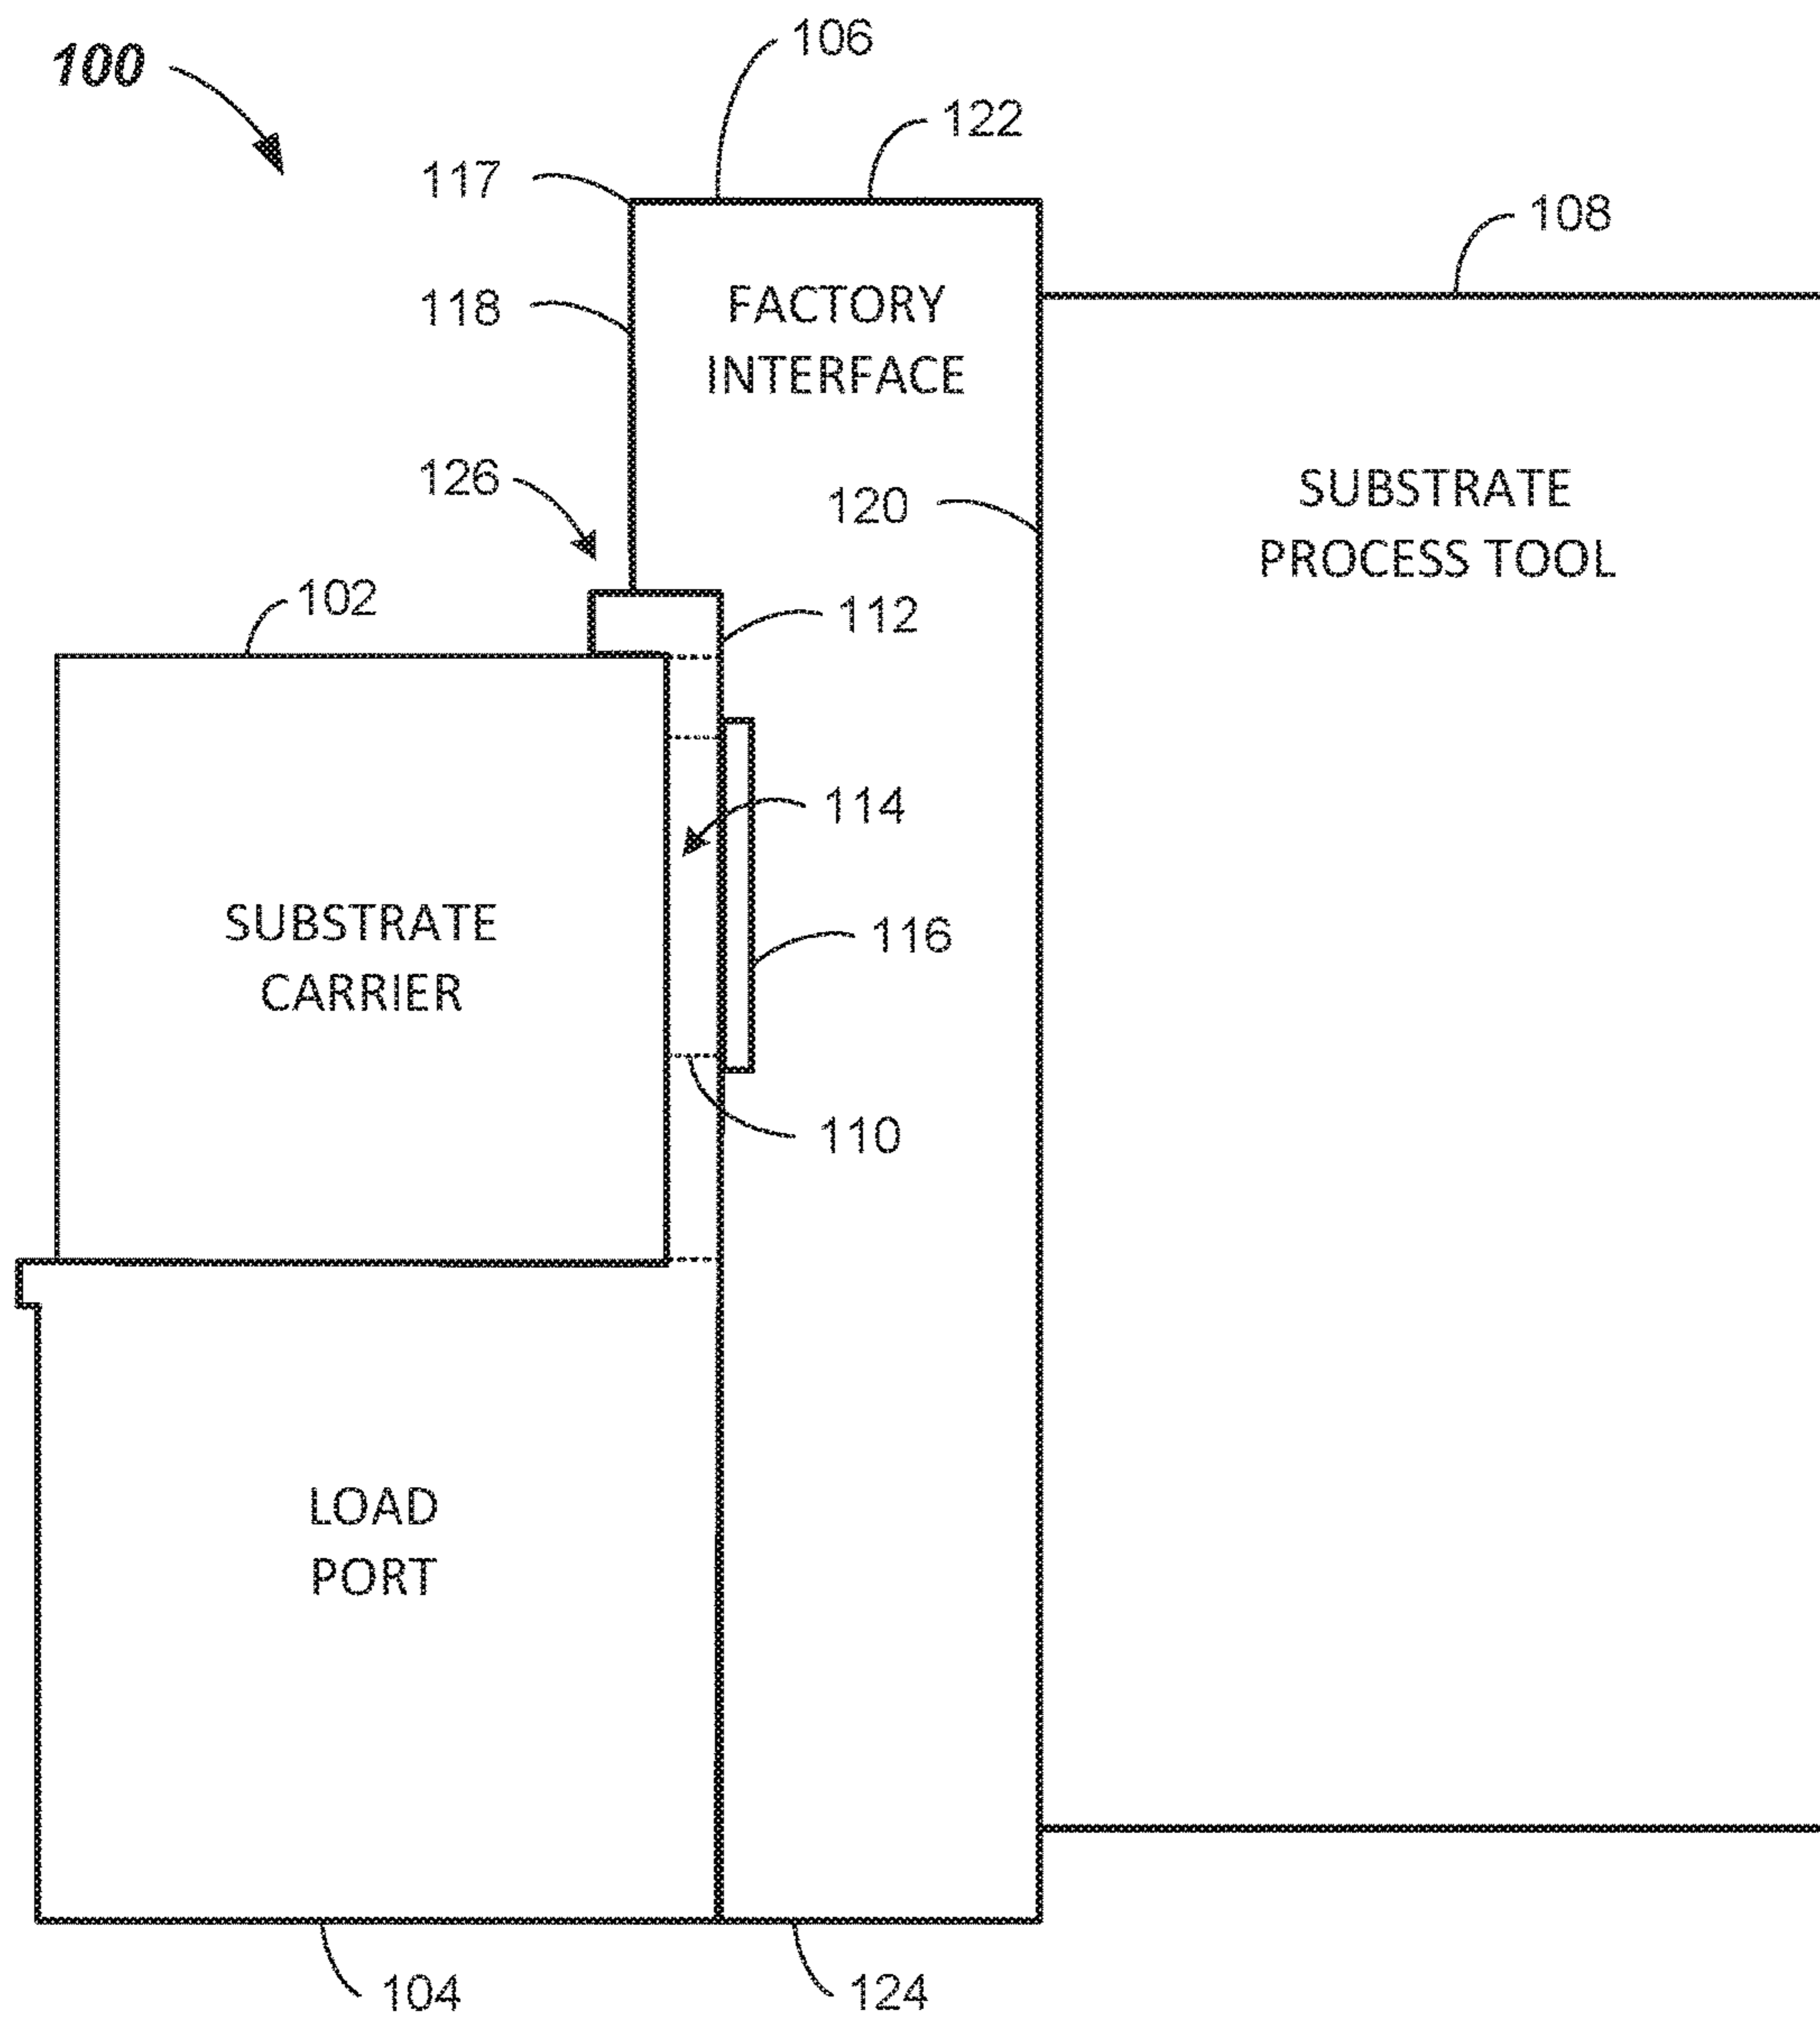 100
106
122
117
108
118
FACTORY
INTERFACE
126
120
SUBSTRATE
PROCESS TOOL
102
112
114
SUBSTRATE
CARRIER
116
110
LOAD
PORT
104
124